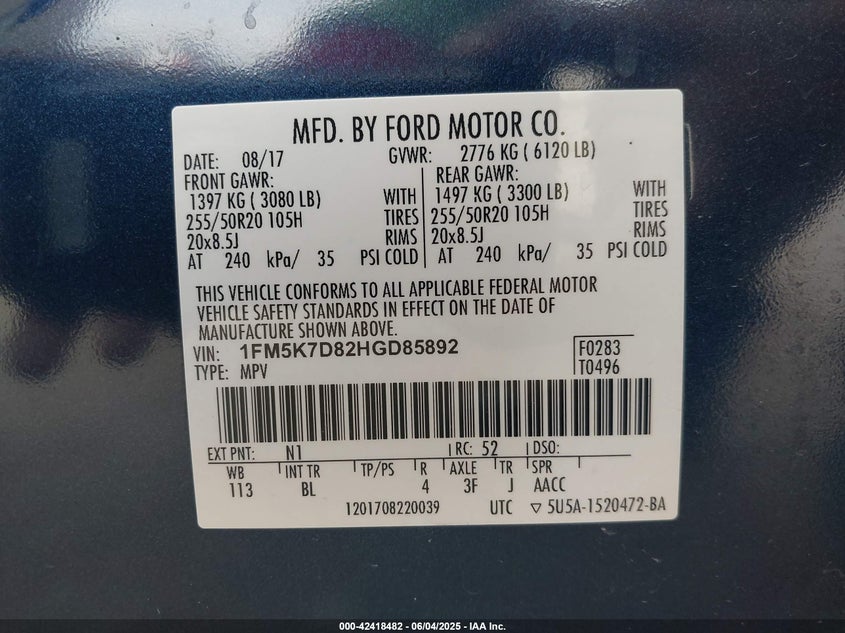 MFD. BY FORD MOTOR CO.
DATE: 08/17 GVWR: 2776 KG ( 6120 LB)
FRONT GAWR: REAR GAWR:
1397 KG ( 3080 LB) WITH 1497 KG ( 3300 LB) WITH
255/50R20 105H TIRES 255/50R20 105H TIRES
20x8.5J RIMS 20x8.5J RIMS
AT 240 kPa/ 35 PSI COLD AT 240 kPa/ 35 PSI COLD
THIS VEHICLE CONFORMS TO ALL APPLICABLE FEDERAL MOTOR
VEHICLE SAFETY STANDARDS IN EFFECT ON THE DATE OF
MANUFACTURE SHOWN ABOVE.
VIN: 1FM5K7D82HGD85892 F0283
TYPE: MPV T0496
EXT PNT: N1 RC: 52 DSO:
WB INT TR TP/PS R AXLE TR SPR
113 BL 4 3F J AACC
1201708220039 UTC ▽ 5U5A-1520472-BA
000-42418482 - 06/04/2025 - IAA Inc.